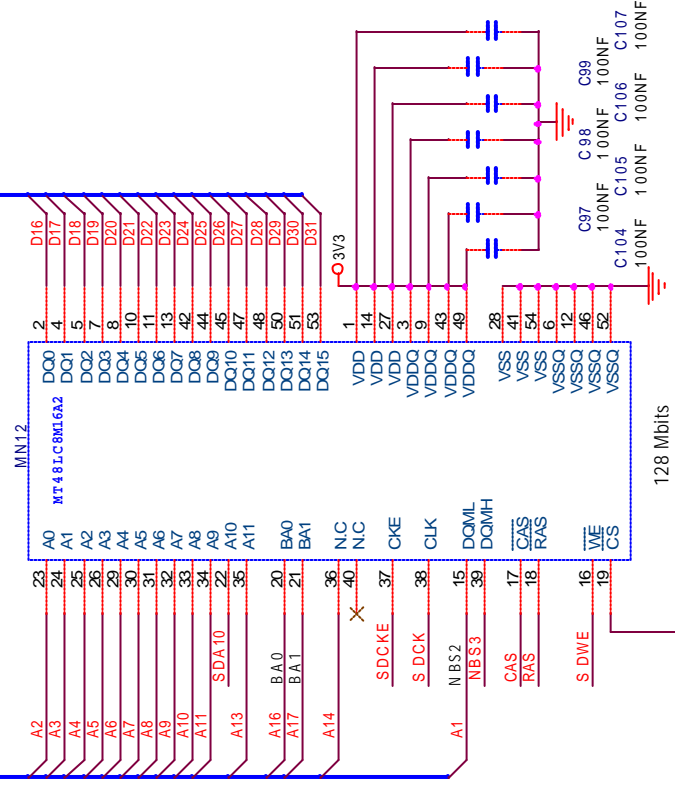 MN12
MT48LC8M16A2
A2 23 A0 DQ0 2 D16
A3 24 A1 DQ1 4 D17
A4 25 A2 DQ2 5 D18
A5 26 A3 DQ3 7 D19
A6 29 A4 DQ4 8 D20
A7 30 A5 DQ5 10 D21
A8 31 A6 DQ6 11 D22
A9 32 A7 DQ7 13 D23
A10 33 A8 DQ8 42 D24
A11 34 A9 DQ9 44 D25
SDA10 22 A10 DQ10 45 D26
A13 35 A11 DQ11 47 D27
DQ12 48 D28
A16 BA0 20 BA0 DQ13 50 D29
A17 BA1 21 BA1 DQ14 51 D30
DQ15 53 D31
A14 36 N.C
40 N.C
3V3
VDD 1
VDD 14
SDCKE 37 CKE VDD 27
VDDQ 3
SDCK 38 CLK VDDQ 9
VDDQ 43
A1 NBS2 15 DQML VDDQ 49
NBS3 39 DQMH
CAS 17 CAS VSS 28
VSS 41
RAS 18 RAS VSS 54
VSSQ 6
VSSQ 12
SDWE 16 WE VSSQ 46
19 CS VSSQ 52
C107
100NF
C99
100NF
C106
100NF
C98
100NF
C105
100NF
C97
100NF
C104
100NF
128 Mbits